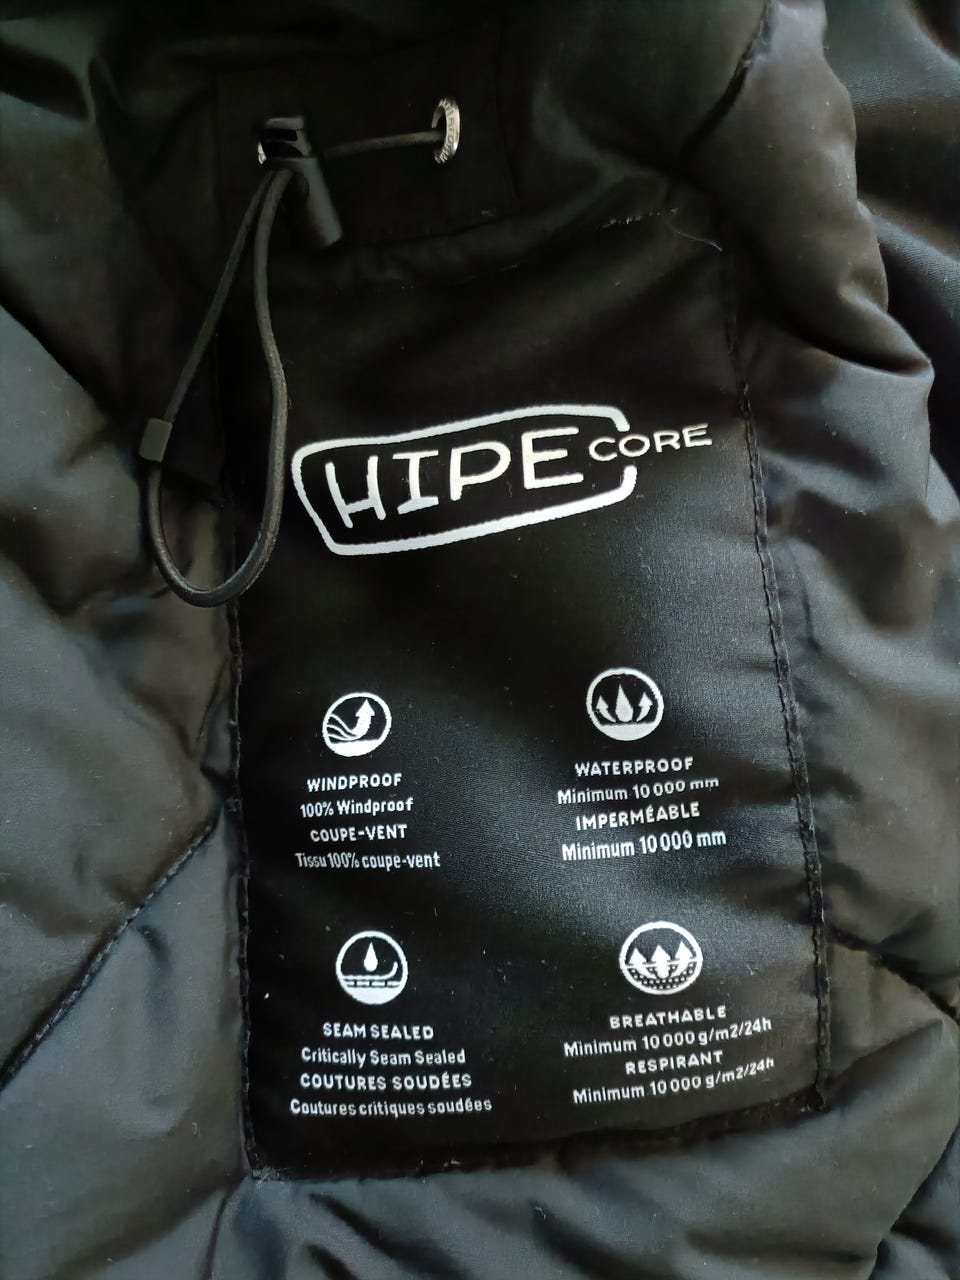 HIPE CORE
WINDPROOF
100% Windproof
COUPE-VENT
Tissu 100% coupe-vent
WATERPROOF
Minimum 10 000 mm
IMPERMÉABLE
Minimum 10 000 mm
SEAM SEALED
Critically Seam Sealed
COUTURES SOUDÉES
Coutures critiques soudées
BREATHABLE
Minimum 10 000 g/m2/24h
RESPIRANT
Minimum 10 000 g/m2/24h